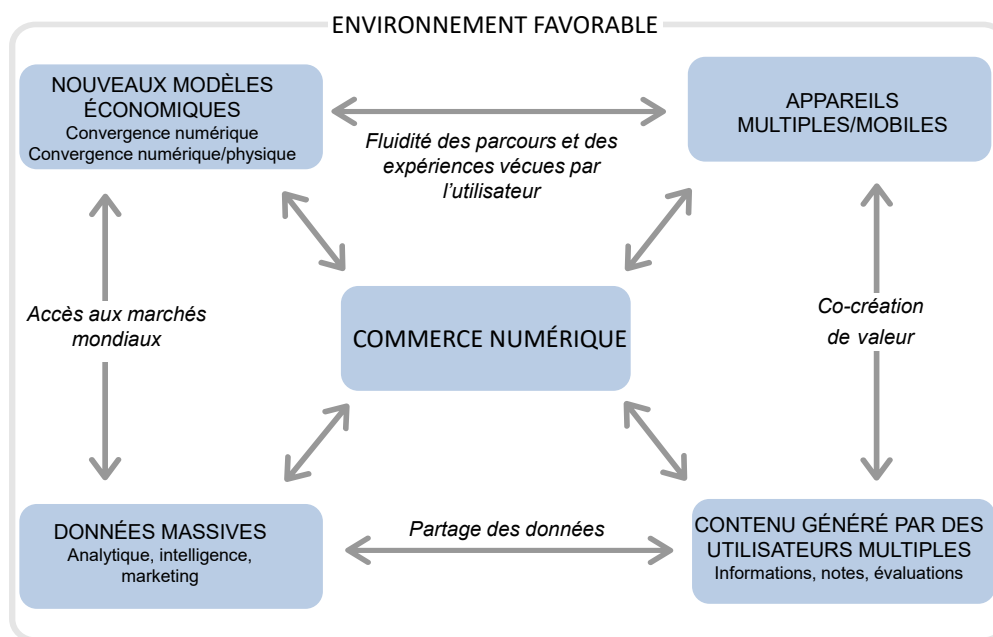 ENVIRONNEMENT FAVORABLE
NOUVEAUX MODÈLES
ÉCONOMIQUES
Convergence numérique
Convergence numérique/physique
APPAREILS
MULTIPLES/MOBILES
Fluidité des parcours et des
expériences vécues par
l’utilisateur
Accès aux marchés
mondiaux
COMMERCE NUMÉRIQUE
Co-création
de valeur
DONNÉES MASSIVES
Analytique, intelligence,
marketing
Partage des données
CONTENU GÉNÉRÉ PAR DES
UTILISATEURS MULTIPLES
Informations, notes, évaluations